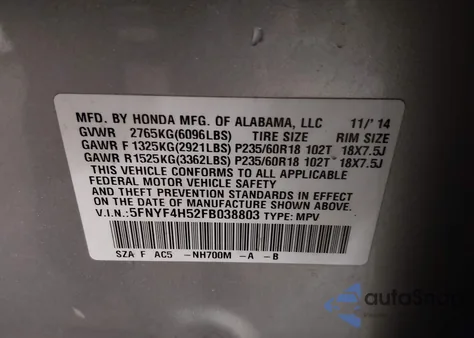 MFD. BY HONDA MFG. OF ALABAMA, LLC 11/'14
GVWR 2765KG(6096LBS) TIRE SIZE RIM SIZE
GAWR F 1325KG(2921LBS) P235/60R18 102T 18X7.5J
GAWR R1525KG(3362LBS) P235/60R18 102T 18X7.5J
THIS VEHICLE CONFORMS TO ALL APPLICABLE
FEDERAL MOTOR VEHICLE SAFETY
AND THEFT PREVENTION STANDARDS IN EFFECT
ON THE DATE OF MANUFACTURE SHOWN ABOVE.
V.I.N.:5FNYF4H52FB038803 TYPE: MPV
SZA F AC5 -NH700M -A -B